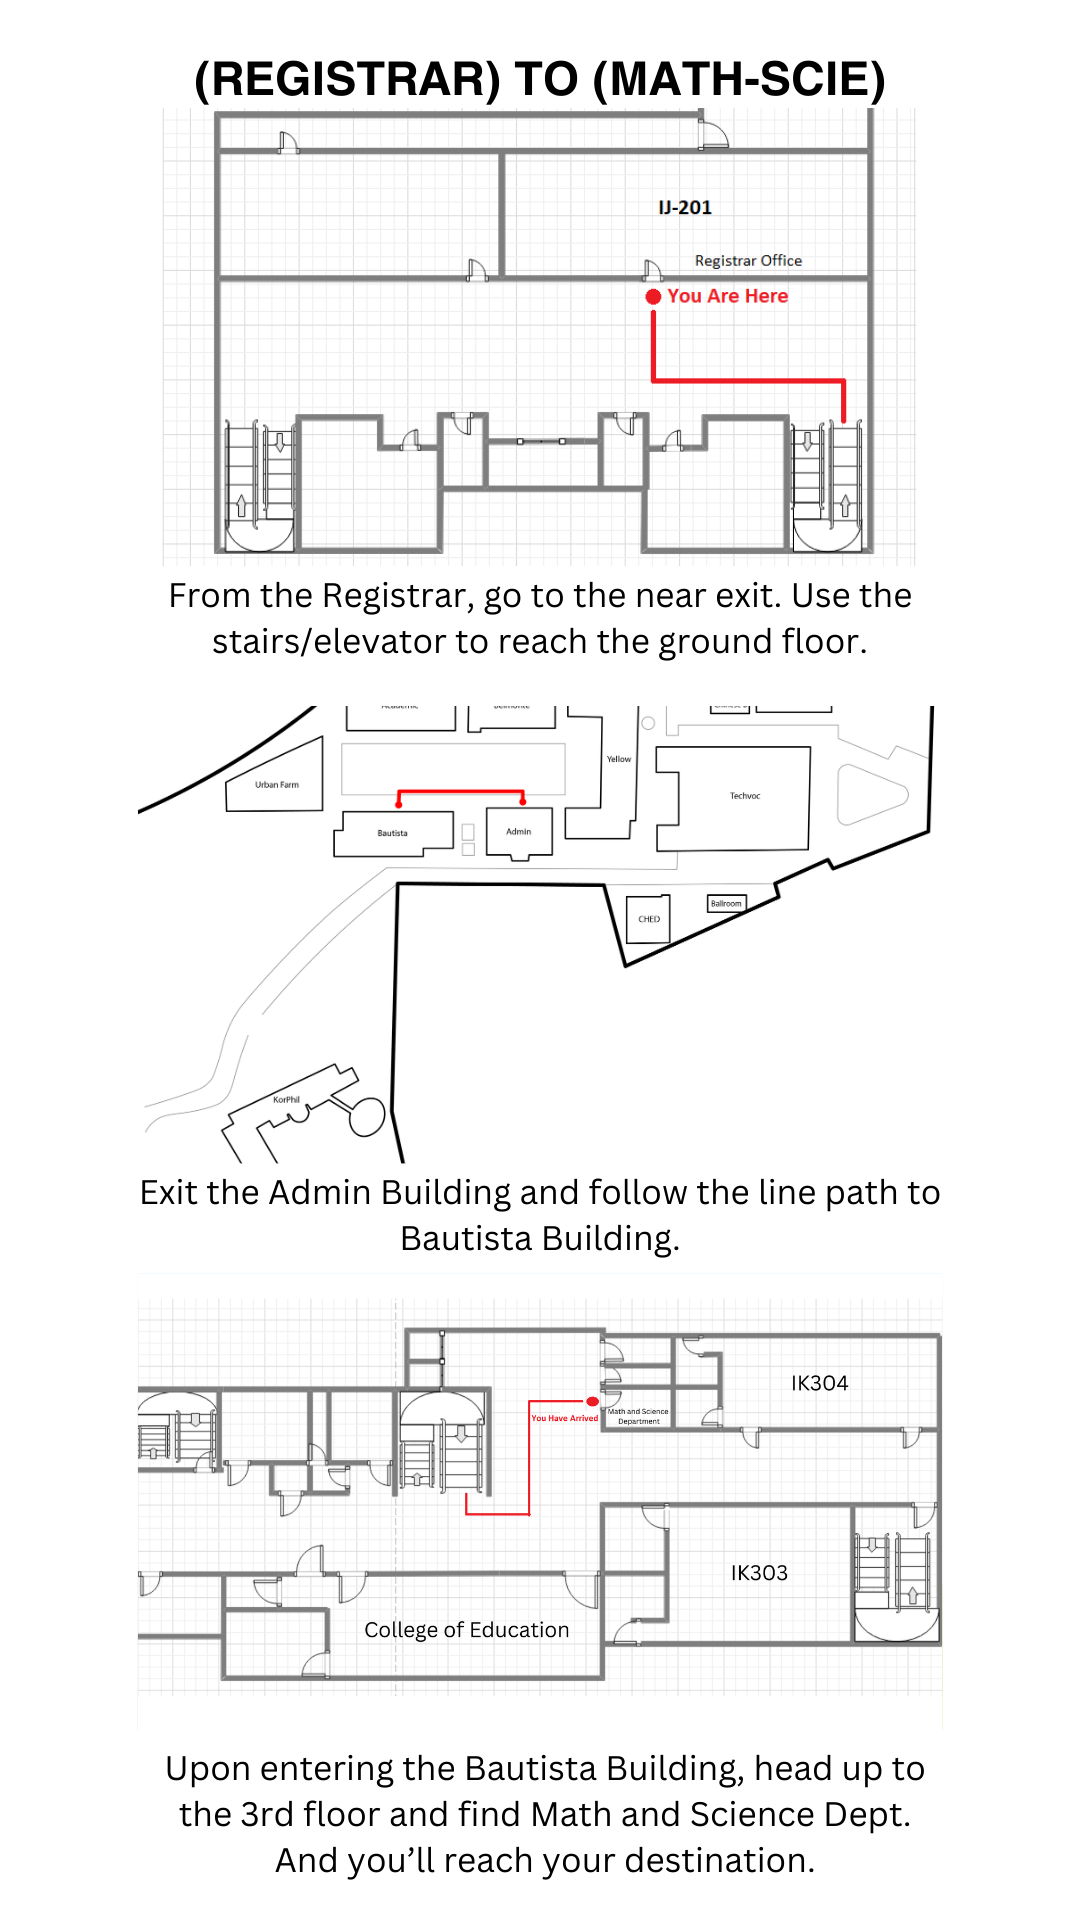 (REGISTRAR) TO (MATH-SCIE)
IJ-201
Registrar Office
You Are Here
From the Registrar, go to the near exit. Use the
stairs/elevator to reach the ground floor.
Yellow
Urban Farm
Techvoc
Bautista
Admin
CHED
Ballroom
KorPhil
Exit the Admin Building and follow the line path to
Bautista Building.
IK304
Math and Science
Department
You Have Arrived
IK303
College of Education
Upon entering the Bautista Building, head up to
the 3rd floor and find Math and Science Dept.
And you’ll reach your destination.